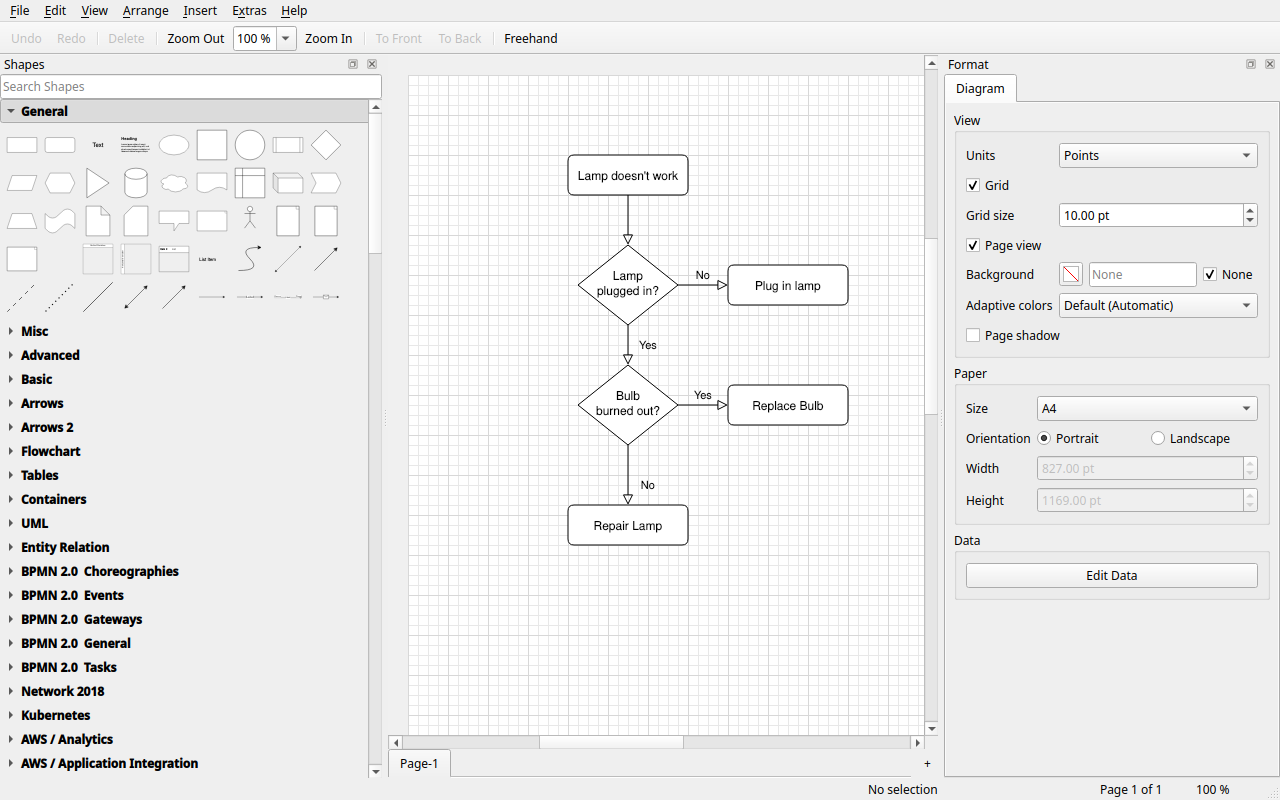 File Edit View Arrange Insert Extras Help
Undo Redo Delete Zoom Out 100 % Zoom In To Front To Back Freehand
Shapes
Search Shapes
General
Text
Heading
List Item
Misc
Advanced
Basic
Arrows
Arrows 2
Flowchart
Tables
Containers
UML
Entity Relation
BPMN 2.0 Choreographies
BPMN 2.0 Events
BPMN 2.0 Gateways
BPMN 2.0 General
BPMN 2.0 Tasks
Network 2018
Kubernetes
AWS / Analytics
AWS / Application Integration
Lamp doesn't work
Lamp
plugged in?
No
Plug in lamp
Yes
Bulb
burned out?
Yes
Replace Bulb
No
Repair Lamp
Page-1
+
Format
Diagram
View
Units Points
Grid
Grid size 10.00 pt
Page view
Background None None
Adaptive colors Default (Automatic)
Page shadow
Paper
Size A4
Orientation Portrait Landscape
Width 827.00 pt
Height 1169.00 pt
Data
Edit Data
No selection Page 1 of 1 100 %